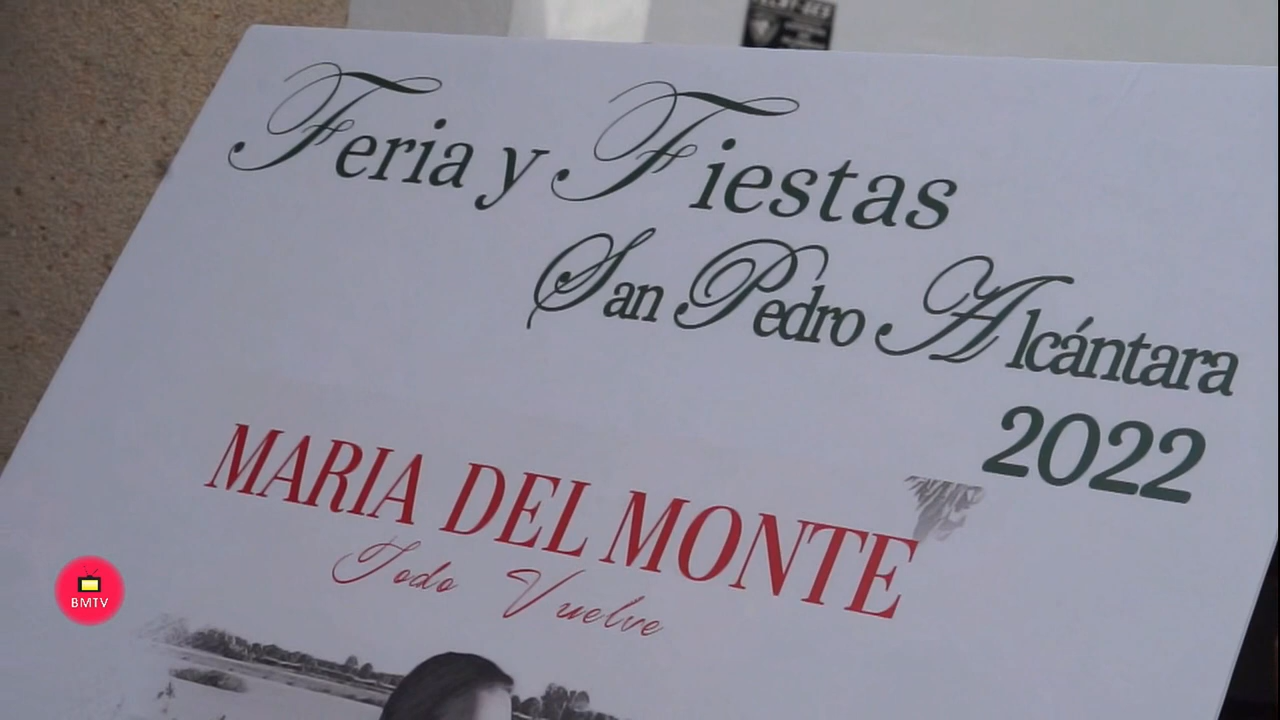 Feria y Fiestas
San Pedro Alcántara
2022
MARIA DEL MONTE
Todo Vuelve
BMTV